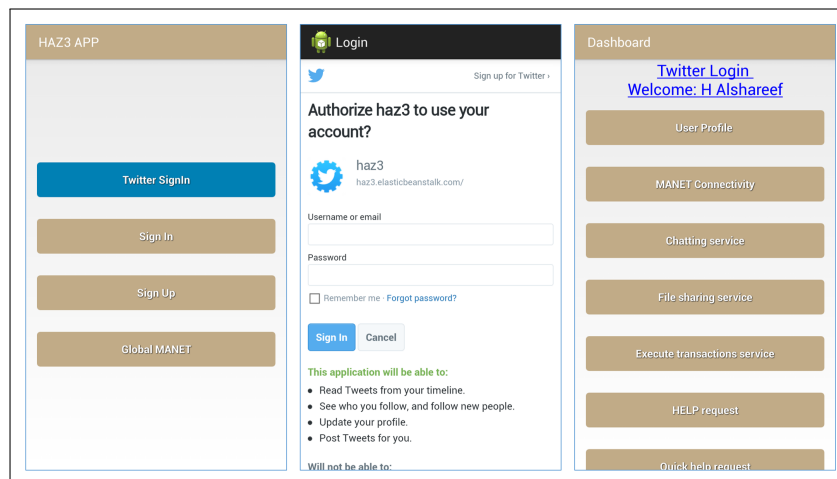 HAZ3 APP
Twitter SignIn
Sign In
Sign Up
Global MANET
Login
Sign up for Twitter ›
Authorize haz3 to use your
account?
haz3
haz3.elasticbeanstalk.com/
Username or email
Password
Remember me · Forgot password?
Sign In Cancel
This application will be able to:
• Read Tweets from your timeline.
• See who you follow, and follow new people.
• Update your profile.
• Post Tweets for you.
Will not be able to:
Dashboard
Twitter Login
Welcome: H Alshareef
User Profile
MANET Connectivity
Chatting service
File sharing service
Execute transactions service
HELP request
Quick help request